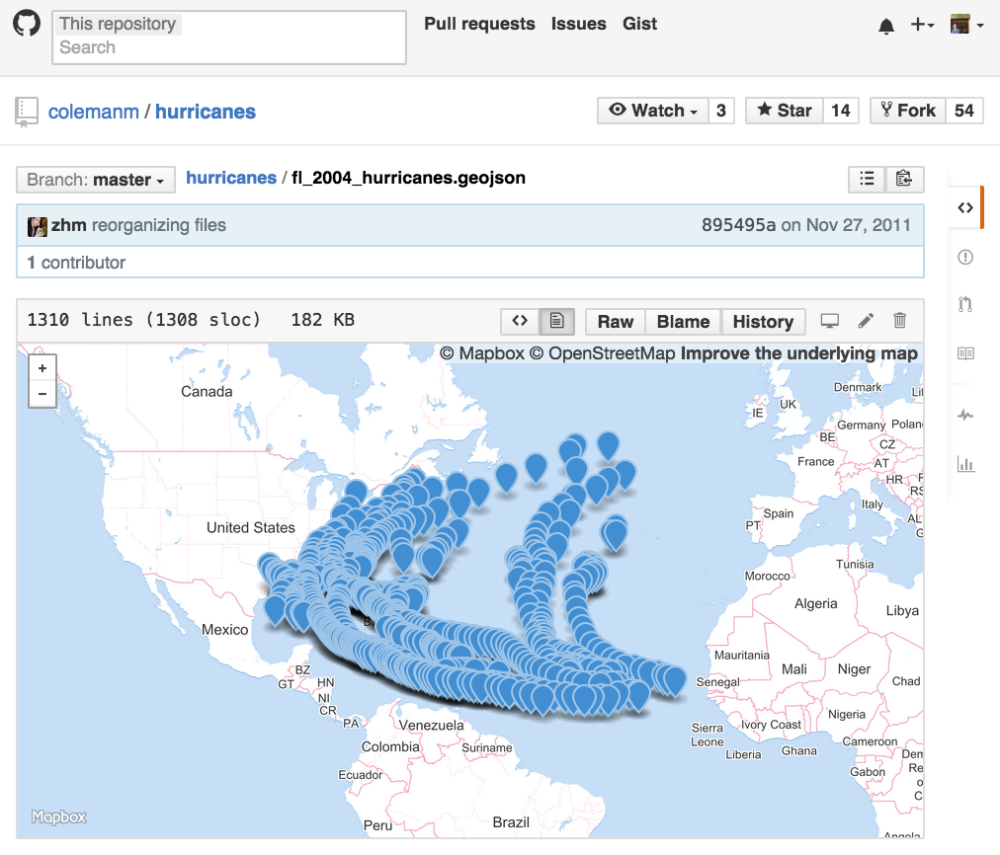 This repository
Search
Pull requests Issues Gist
colemanm / hurricanes
Watch 3
Star 14
Fork 54
Branch: master
hurricanes / fl_2004_hurricanes.geojson
zhm reorganizing files
895495a on Nov 27, 2011
1 contributor
1310 lines (1308 sloc) 182 KB
Raw Blame History
+
−
© Mapbox © OpenStreetMap Improve the underlying map
Canada
Denmark
IE
UK
BE
Germany
CZ
France
AT
HR
United States
Italy
Spain
PT
Tunisia
Morocco
Algeria
Libya
Mexico
Mauritania
Mali
Niger
Chad
BZ
GT
HN
NI
CR
PA
Senegal
Venezuela
Nigeria
Sierra
Leone
Ivory Coast
Colombia
Suriname
Cameroon
Liberia
Ghana
Ecuador
Gabon
Mapbox
Peru
Brazil